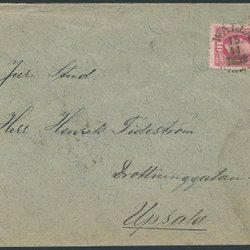 Jur Stud
Herr Henrik Tideström
Drottninggatan
Upsala